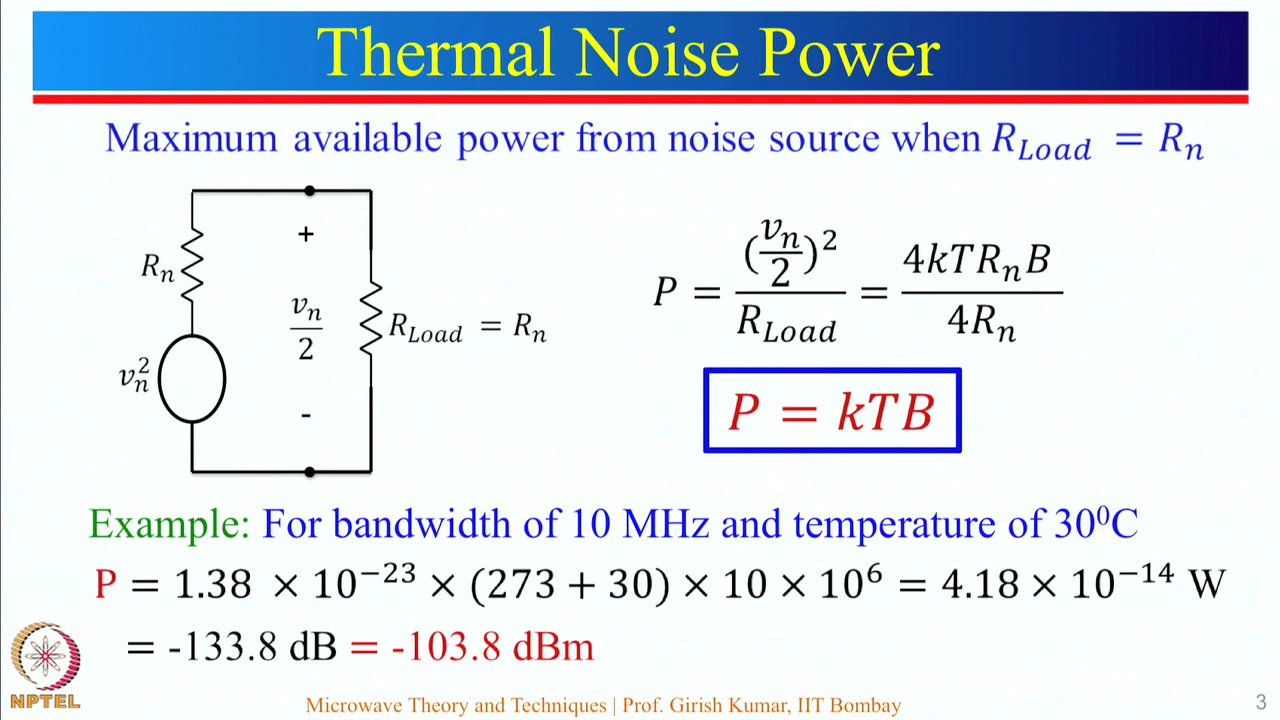 Thermal Noise Power
Maximum available power from noise source when R_Load = R_n
R_n
v_n^2
+
v_n/2
-
R_Load = R_n
P = (v_n/2)^2 / R_Load = 4kTR_nB / 4R_n
P = kTB
Example: For bandwidth of 10 MHz and temperature of 30⁰C
P = 1.38 × 10^−23 × (273 + 30) × 10 × 10^6 = 4.18 × 10^−14 W
= -133.8 dB = -103.8 dBm
NPTEL
Microwave Theory and Techniques | Prof. Girish Kumar, IIT Bombay
3